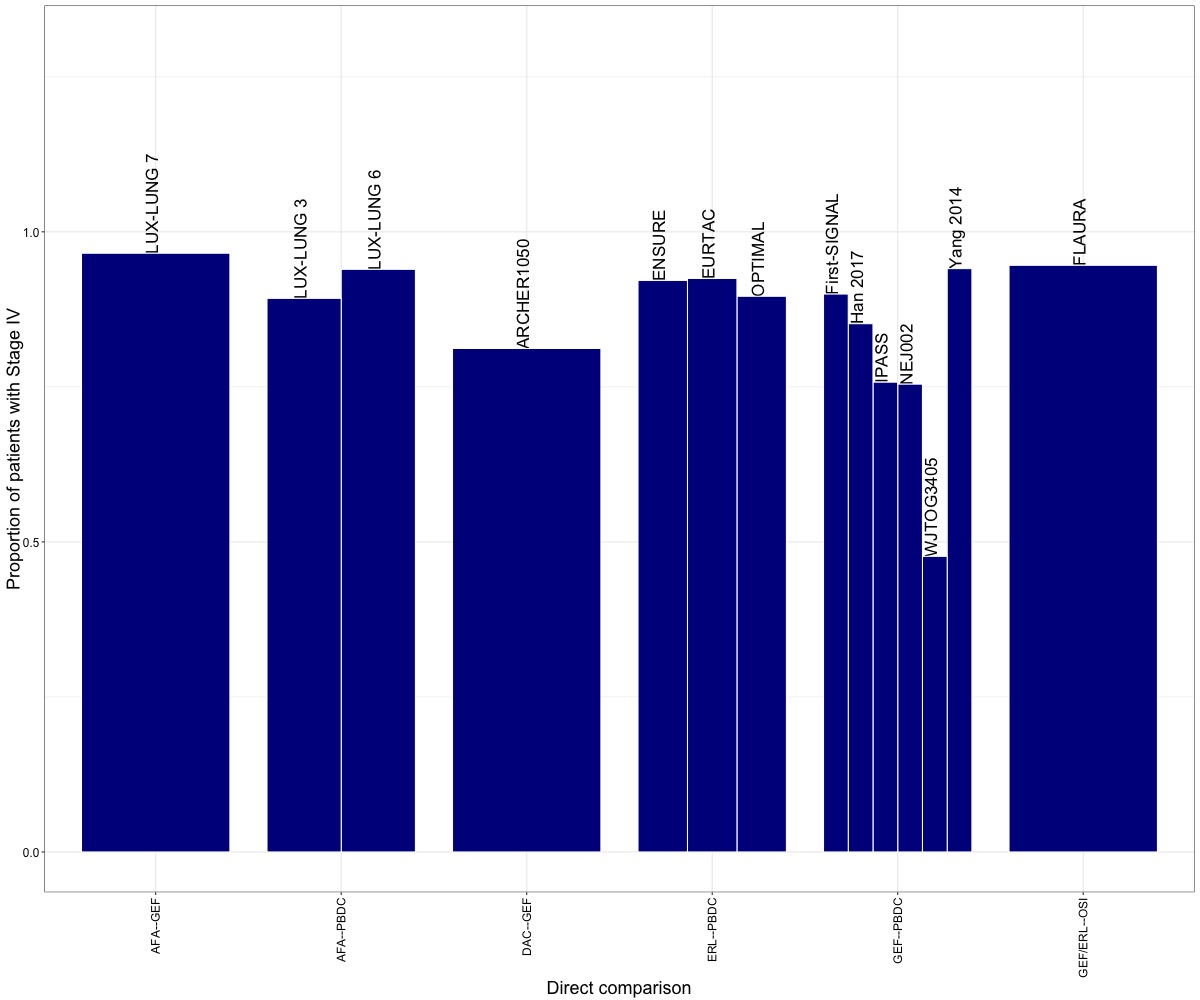 Proportion of patients with Stage IV
1.0
0.5
0.0
LUX-LUNG 7
LUX-LUNG 3
LUX-LUNG 6
ARCHER1050
ENSURE
EURTAC
OPTIMAL
First-SIGNAL
Han 2017
IPASS
NEJ002
WJTOG3405
Yang 2014
FLAURA
AFA--GEF
AFA--PBDC
DAC--GEF
ERL--PBDC
GEF--PBDC
GEF/ERL--OSI
Direct comparison